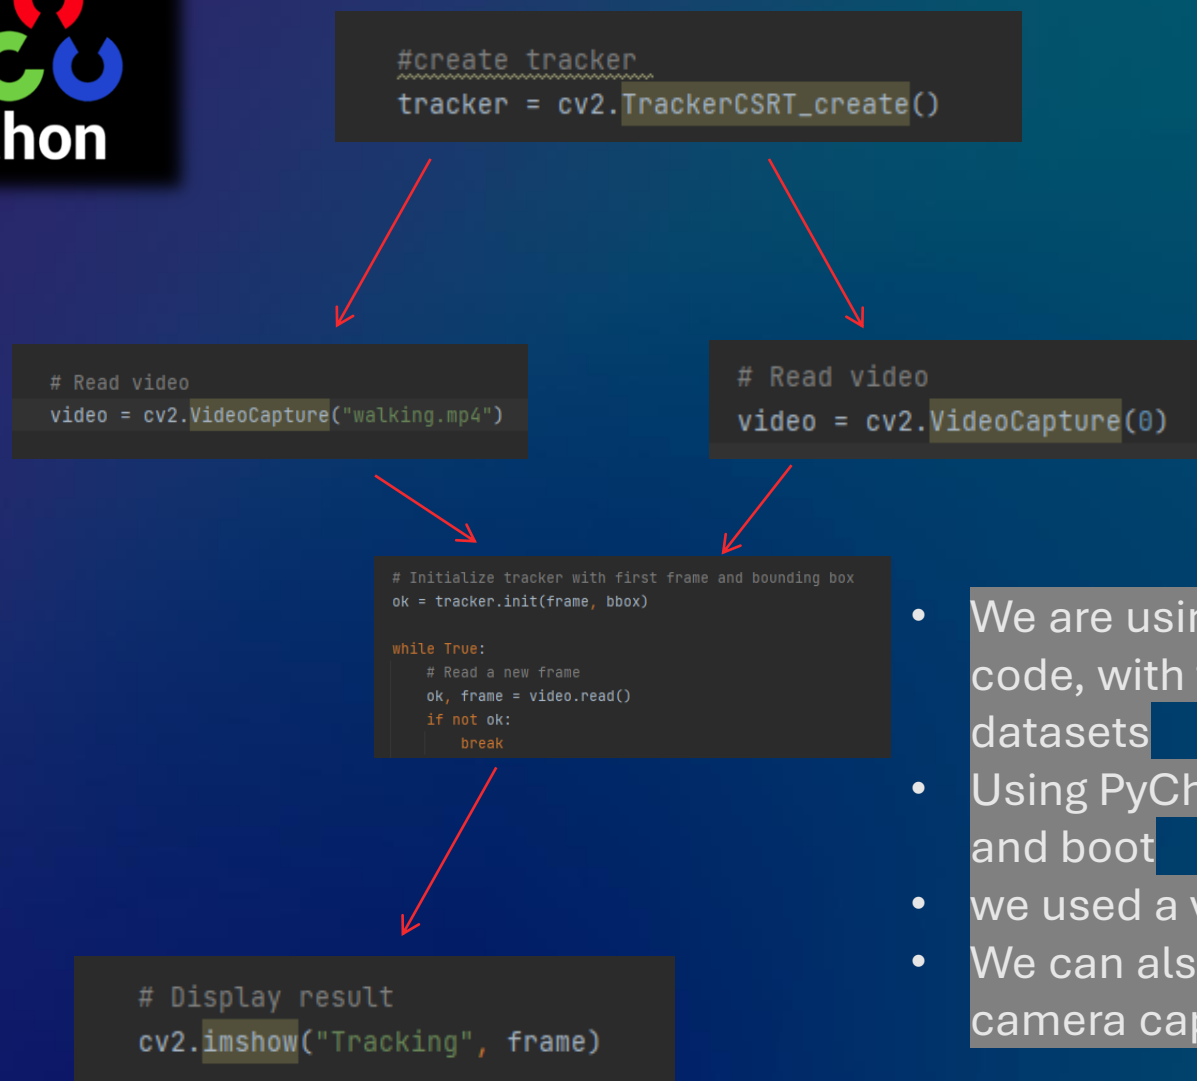 hon
#create tracker
tracker = cv2.TrackerCSRT_create()
# Read video
video = cv2.VideoCapture("walking.mp4")
# Read video
video = cv2.VideoCapture(0)
# Initialize tracker with first frame and bounding box
ok = tracker.init(frame, bbox)
while True:
# Read a new frame
ok, frame = video.read()
if not ok:
break
# Display result
cv2.imshow("Tracking", frame)
• We are usin
code, with
datasets
• Using PyCh
and boot
• we used a v
• We can als
camera cap